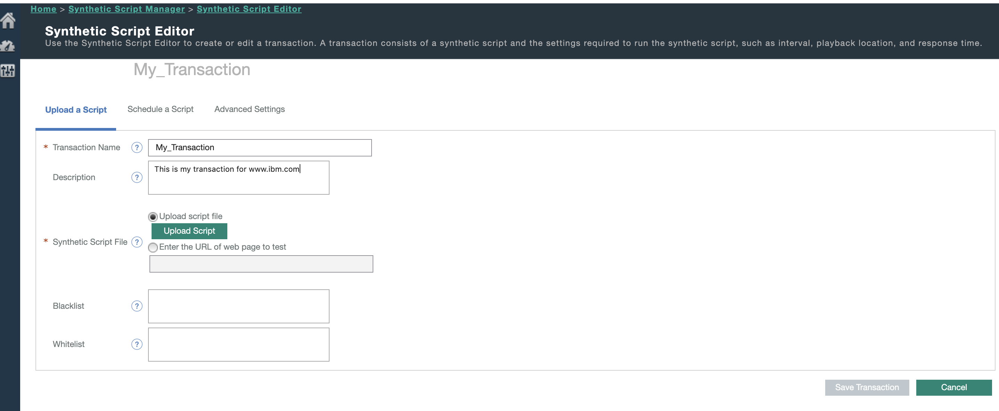 Home > Synthetic Script Manager > Synthetic Script Editor
Synthetic Script Editor
Use the Synthetic Script Editor to create or edit a transaction. A transaction consists of a synthetic script and the settings required to run the synthetic script, such as interval, playback location, and response time.
My_Transaction
Upload a Script Schedule a Script Advanced Settings
* Transaction Name ? My_Transaction
Description ? This is my transaction for www.ibm.com
Upload script file
Upload Script
* Synthetic Script File ?
Enter the URL of web page to test
Blacklist ?
Whitelist ?
Save Transaction Cancel